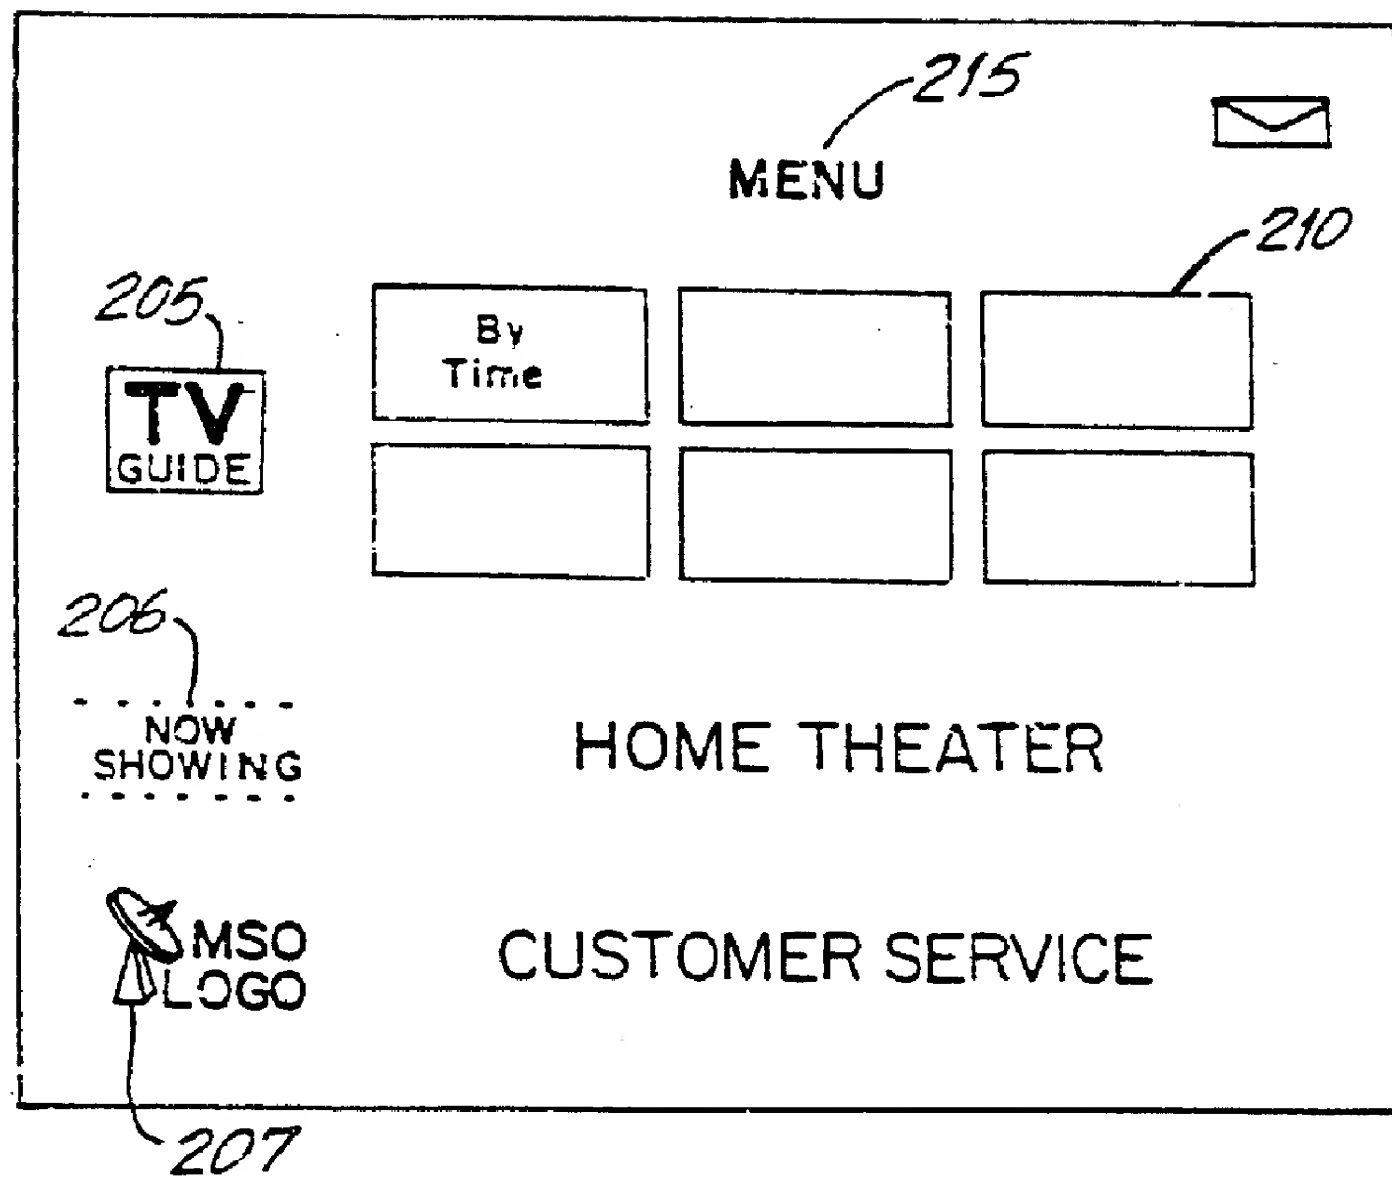 215
MENU
210
205
By
Time
TV
GUIDE
206
NOW
SHOWING
HOME THEATER
MSO
LOGO
CUSTOMER SERVICE
207